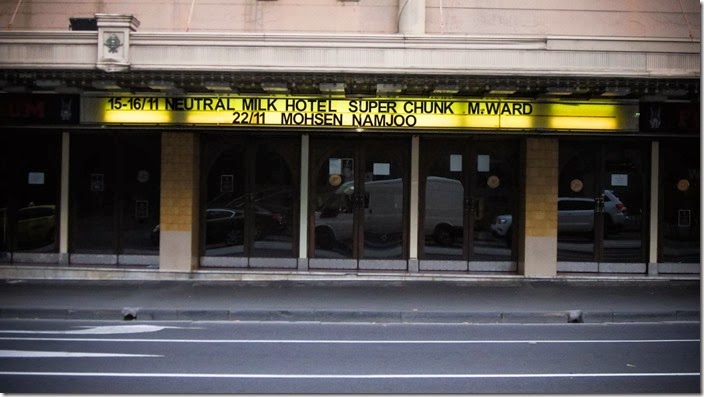 15-16/11 NEUTRAL MILK HOTEL SUPER CHUNK M.WARD
22/11 MOHSEN NAMJOO